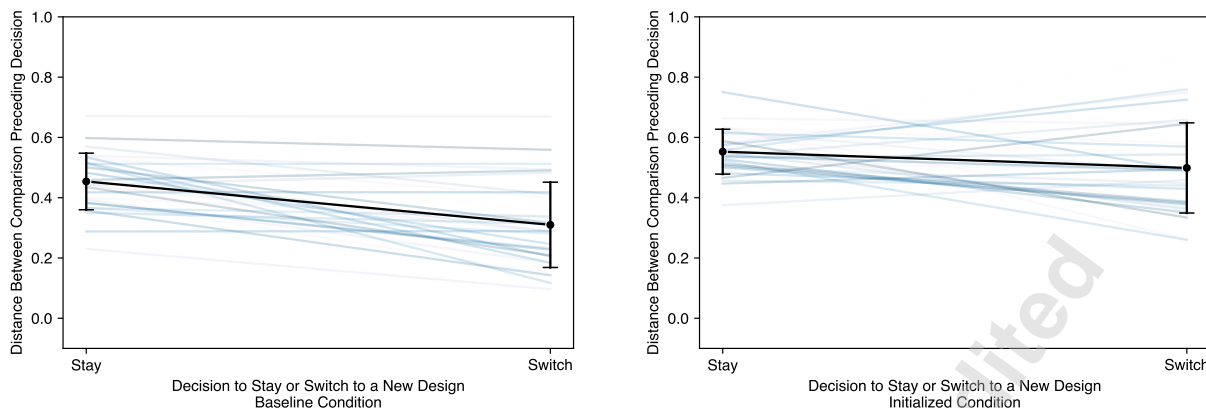 Distance Between Comparison Preceding Decision
1.0
0.8
0.6
0.4
0.2
0.0
Stay
Switch
Decision to Stay or Switch to a New Design
Baseline Condition
Distance Between Comparison Preceding Decision
1.0
0.8
0.6
0.4
0.2
0.0
Stay
Switch
Decision to Stay or Switch to a New Design
Initialized Condition